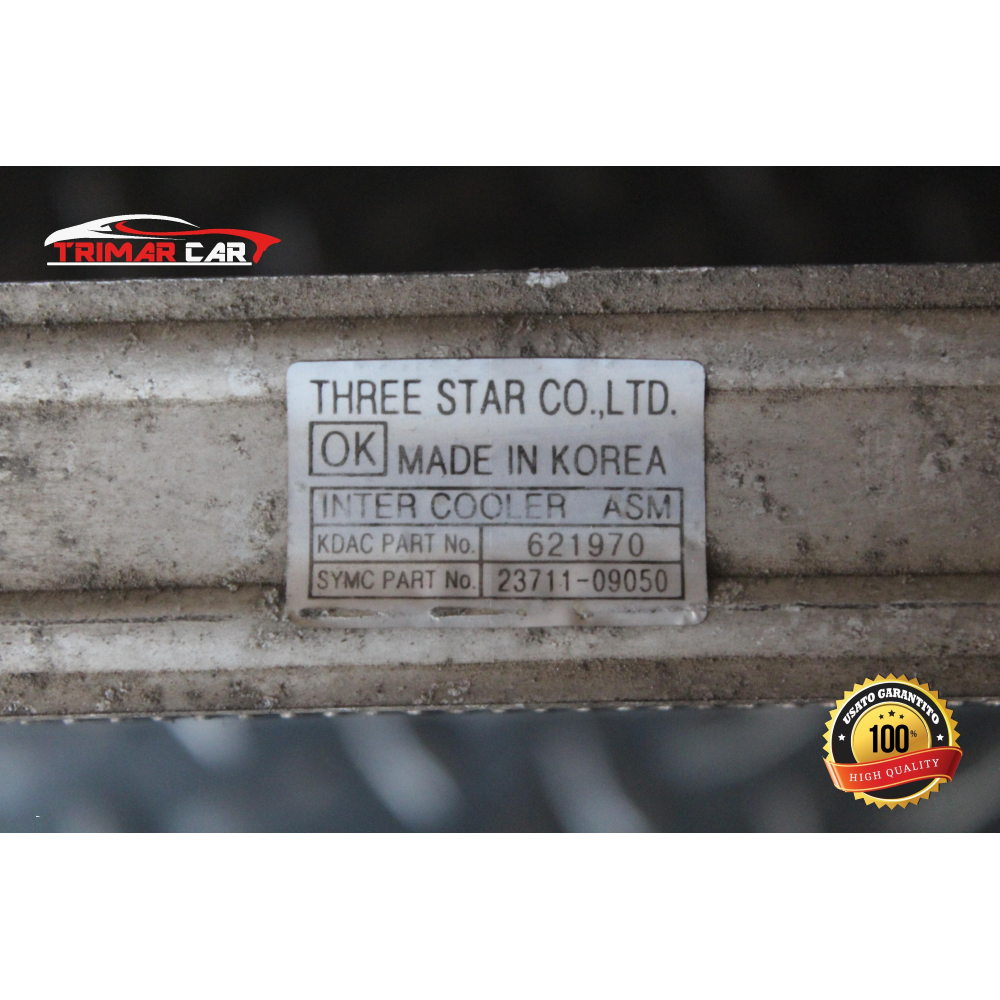 TRIMAR CAR
THREE STAR CO.,LTD.
OK MADE IN KOREA
INTER COOLER ASM
KDAC PART No. 621970
SYMC PART No. 23711-09050
USATO GARANTITO
100%
HIGH QUALITY